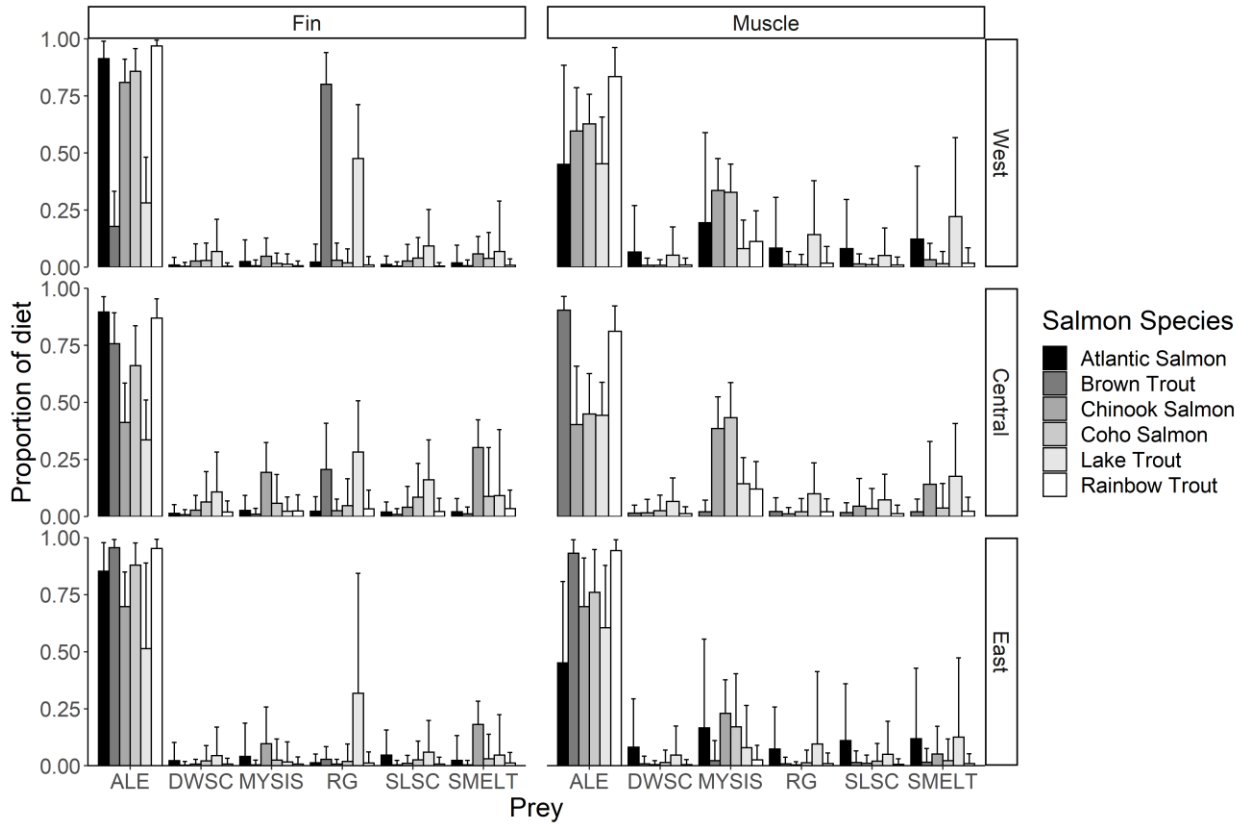 Fin
Muscle
1.00
0.75
0.50
0.25
0.00
West
1.00
0.75
0.50
0.25
0.00
Central
1.00
0.75
0.50
0.25
0.00
East
Proportion of diet
ALE DWSC MYSIS RG SLSC SMELT
ALE DWSC MYSIS RG SLSC SMELT
Prey
Salmon Species
Atlantic Salmon
Brown Trout
Chinook Salmon
Coho Salmon
Lake Trout
Rainbow Trout